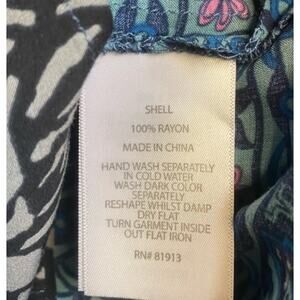 SHELL
100% RAYON
MADE IN CHINA
HAND WASH SEPARATELY
IN COLD WATER
WASH DARK COLOR
SEPARATELY
RESHAPE WHILST DAMP
DRY FLAT
TURN GARMENT INSIDE
OUT FLAT IRON
RN# 81913